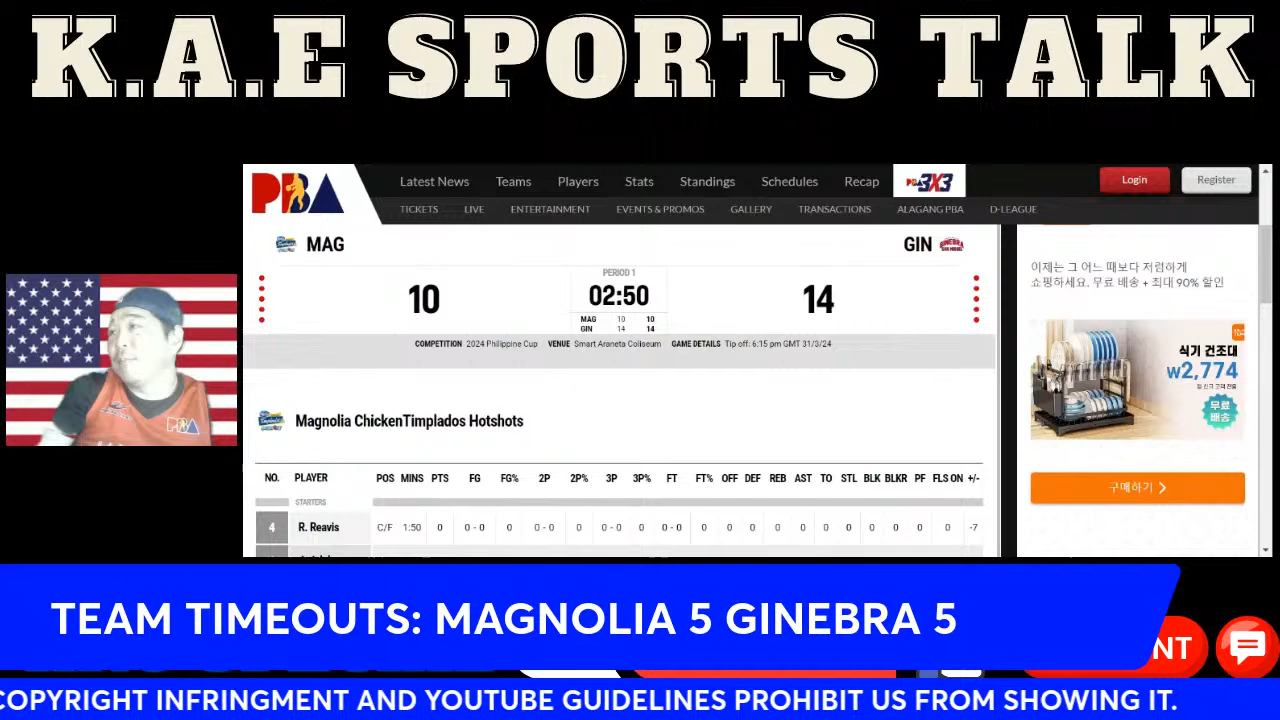 K.A.E SPORTS TALK
PBA
Latest News Teams Players Stats Standings Schedules Recap PBA 3X3 Login Register
TICKETS LIVE ENTERTAINMENT EVENTS & PROMOS GALLERY TRANSACTIONS ALAGANG PBA D-LEAGUE
MAG GIN
PERIOD 1
10 02:50 14
MAG 10 10
GIN 14 14
COMPETITION 2024 Philippine Cup VENUE Smart Araneta Coliseum GAME DETAILS Tip off: 6:15 pm GMT 31/3/24
이제는 그 어느 때보다 저렴하게
쇼핑하세요. 무료 배송 + 최대 90% 할인
식기 건조대
₩2,774
무료
배송
구매하기
Magnolia ChickenTimplados Hotshots
NO. PLAYER POS MINS PTS FG FG% 2P 2P% 3P 3P% FT FT% OFF DEF REB AST TO STL BLK BLKR PF FLS ON +/-
STARTERS
4 R. Reavis C/F 1:50 0 0 - 0 0 0 - 0 0 0 - 0 0 0 - 0 0 0 0 0 0 0 0 0 0 0 0 -7
PBA
TEAM TIMEOUTS: MAGNOLIA 5 GINEBRA 5
NT
COPYRIGHT INFRINGMENT AND YOUTUBE GUIDELINES PROHIBIT US FROM SHOWING IT.